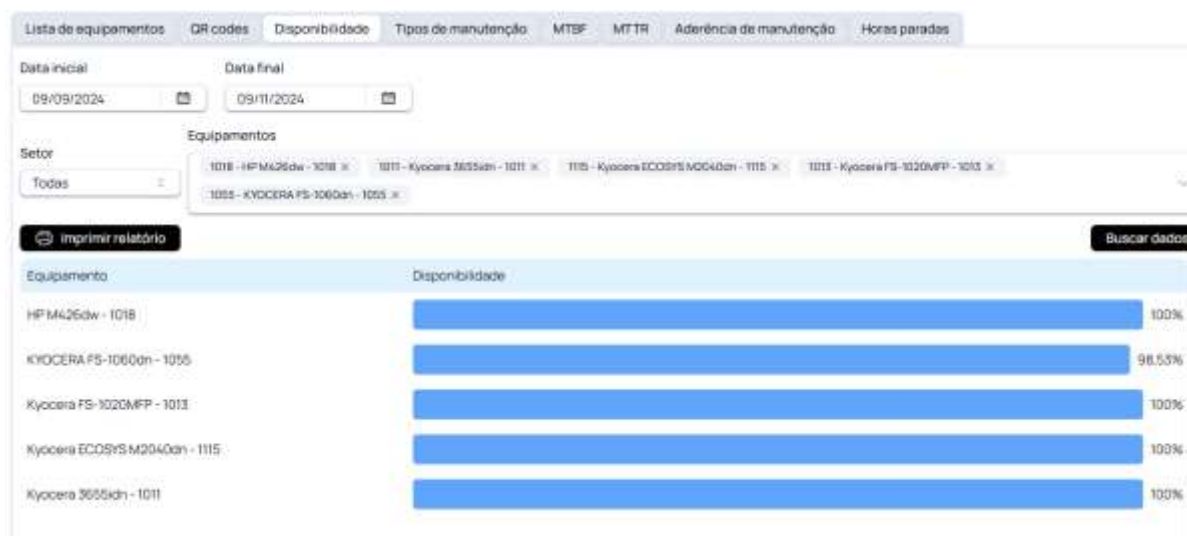 Lista de equipamentos QR codes Disponibilidade Tipos de manutenção MTBF MTTR Aderência de manutenção Horas paradas
Data inicial Data final
09/09/2024 09/11/2024
Equipamentos
Setor
1018 - HP M426dw - 1018 × 1011 - Kyocera 3655idn - 1011 × 1115 - Kyocera ECOSYS M2040dn - 1115 × 1013 - Kyocera FS-1020MFP - 1013 ×
Todas
1055 - KYOCERA FS-1060dn - 1055 ×
Imprimir relatório Buscar dados
Equipamento Disponibilidade
HP M426dw - 1018 100%
KYOCERA FS-1060dn - 1055 98.53%
Kyocera FS-1020MFP - 1013 100%
Kyocera ECOSYS M2040dn - 1115 100%
Kyocera 3655idn - 1011 100%